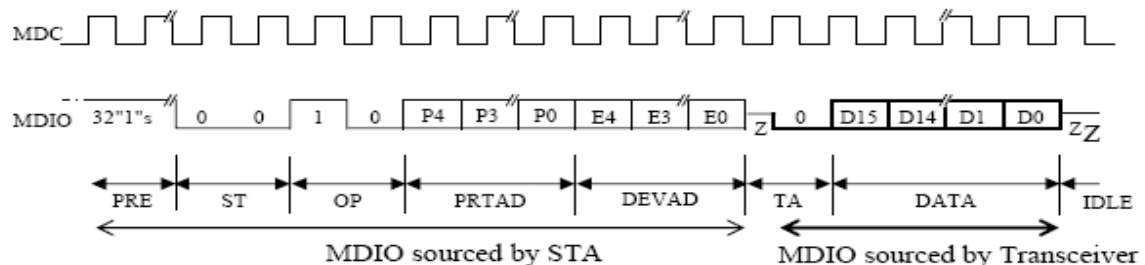 MDC
MDIO 32"1"s 0 0 1 0 P4 P3 P0 E4 E3 E0 Z 0 D15 D14 D1 D0 ZZ
PRE ST OP PRTAD DEVAD TA DATA IDLE
MDIO sourced by STA MDIO sourced by Transceiver